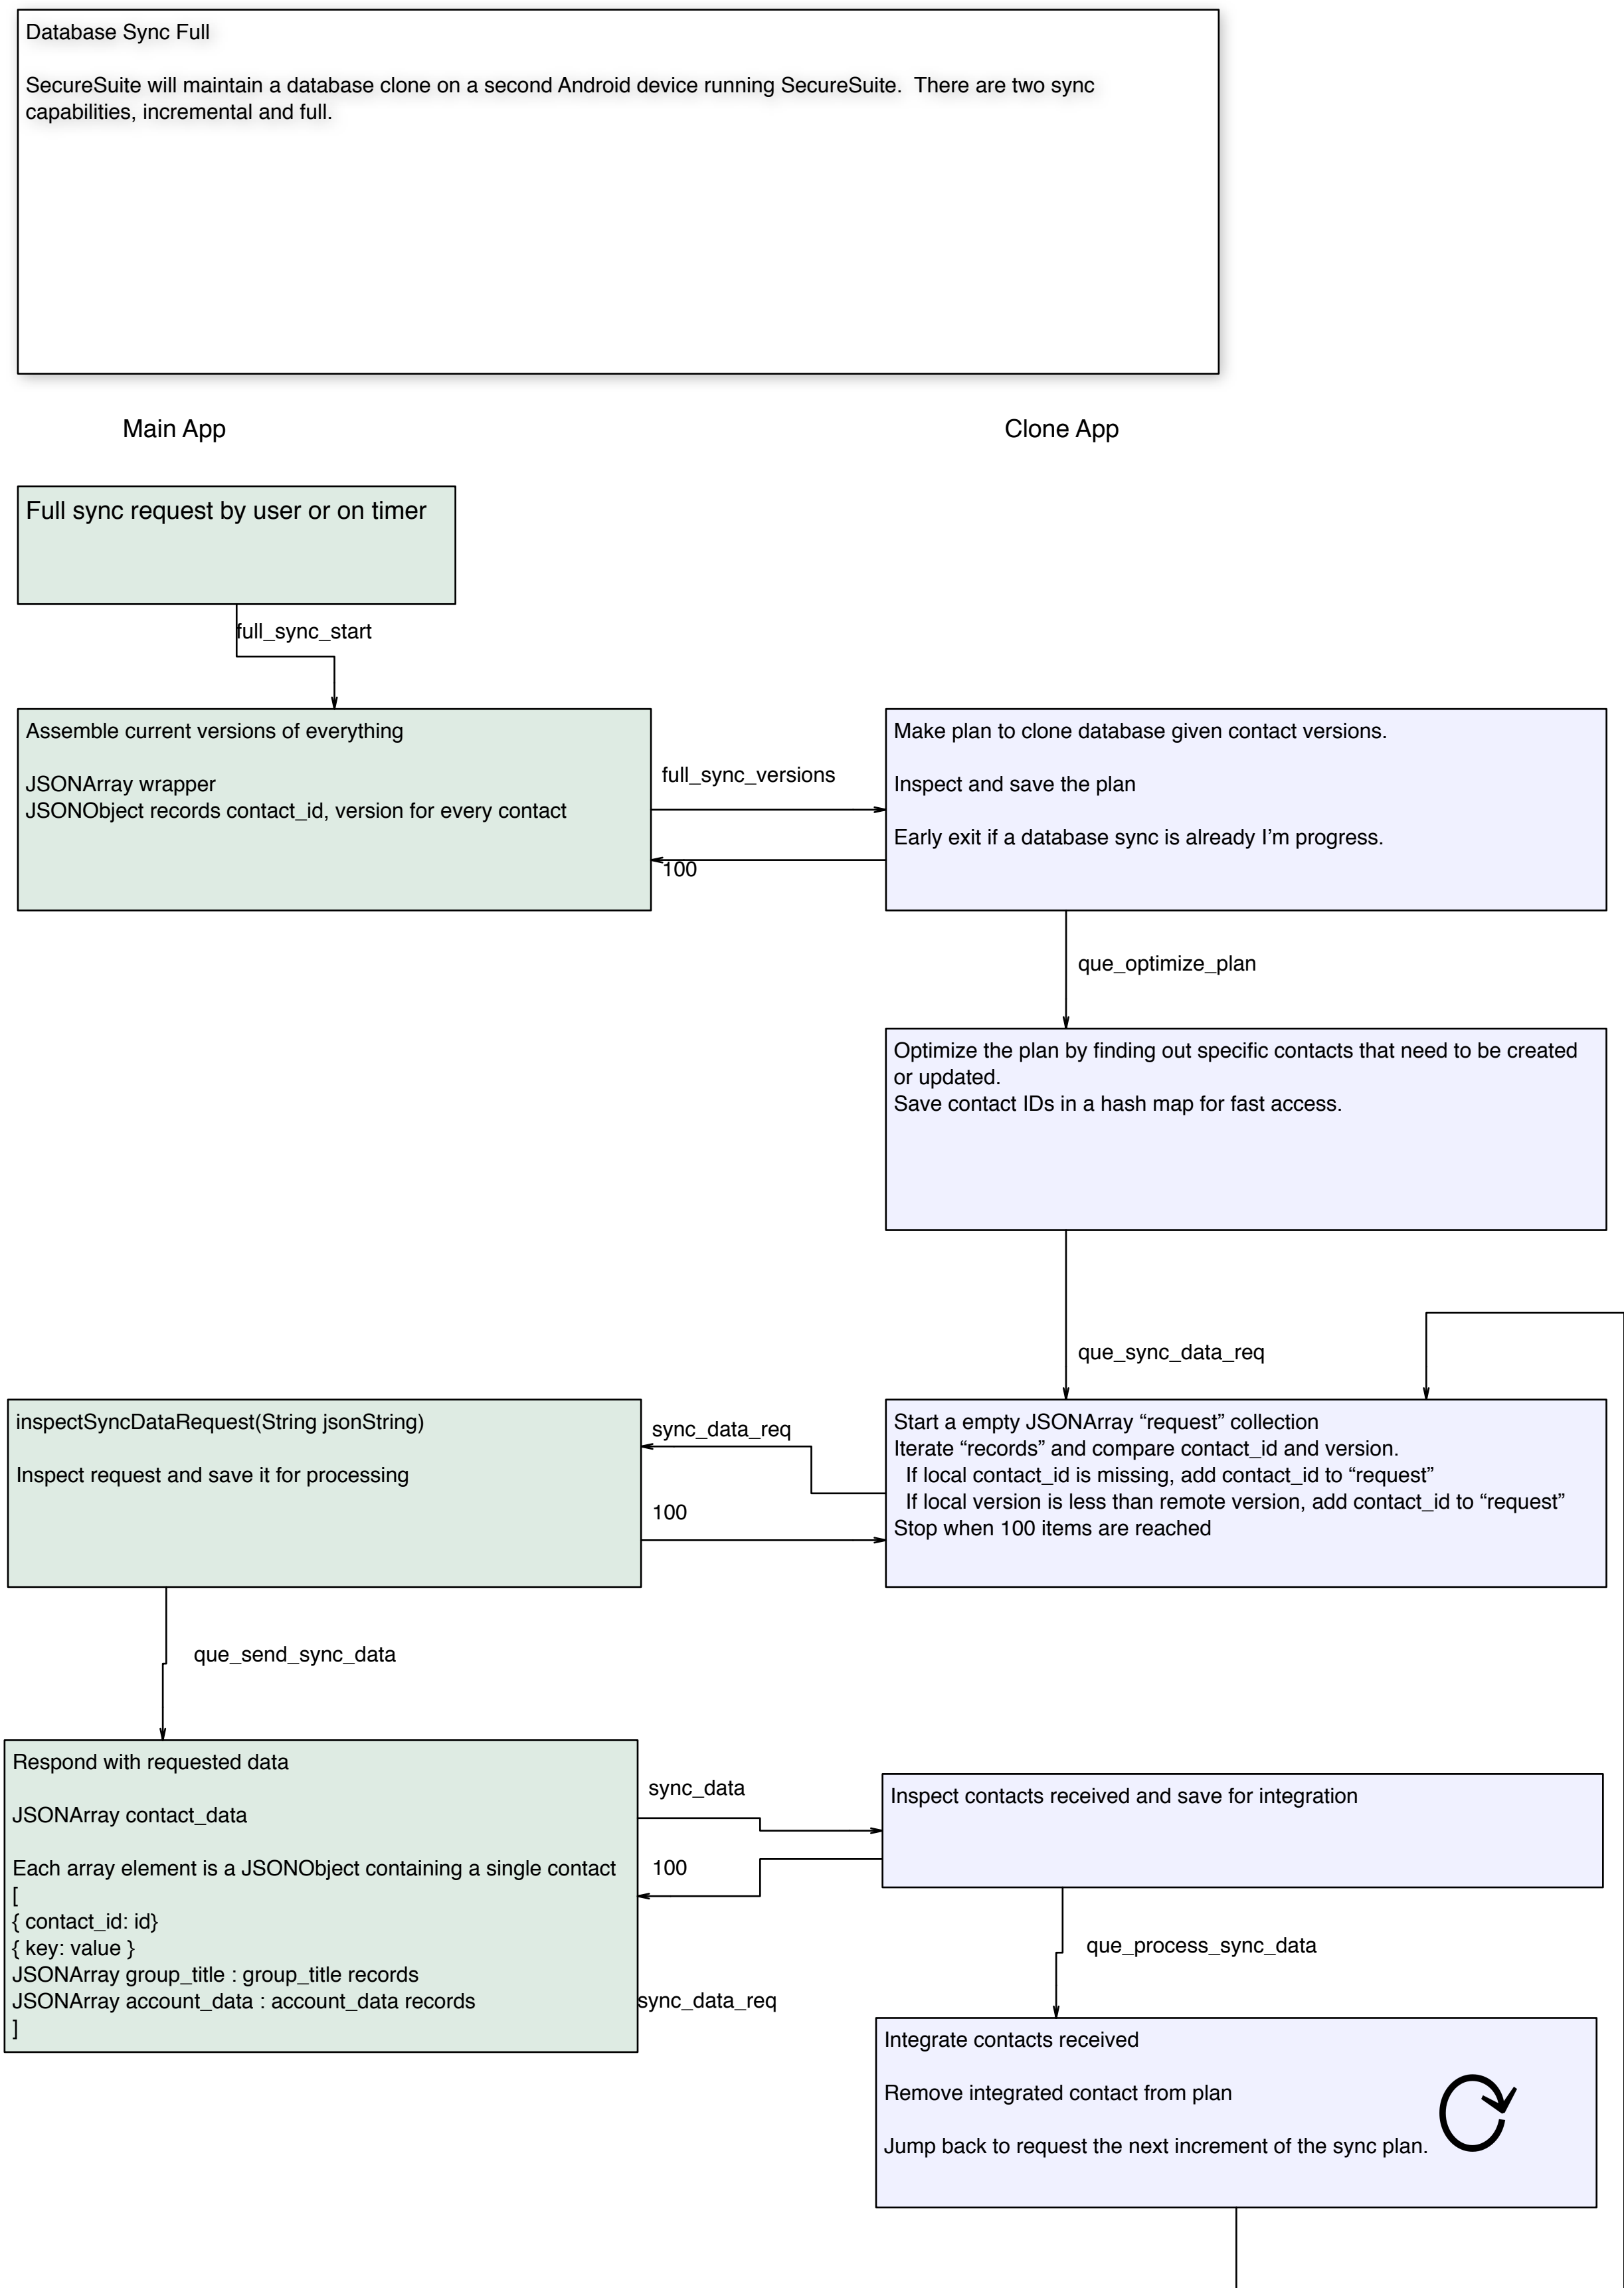 Database Sync Full
SecureSuite will maintain a database clone on a second Android device running SecureSuite.  There are two sync
capabilities, incremental and full.
Main App
Clone App
Full sync request by user or on timer
full_sync_start
Assemble current versions of everything
JSONArray wrapper
JSONObject records contact_id, version for every contact
full_sync_versions
100
Make plan to clone database given contact versions.
Inspect and save the plan
Early exit if a database sync is already I’m progress.
que_optimize_plan
Optimize the plan by finding out specific contacts that need to be created
or updated.
Save contact IDs in a hash map for fast access.
que_sync_data_req
inspectSyncDataRequest(String jsonString)
Inspect request and save it for processing
sync_data_req
100
Start a empty JSONArray “request” collection
Iterate “records” and compare contact_id and version.
If local contact_id is missing, add contact_id to “request”
If local version is less than remote version, add contact_id to “request”
Stop when 100 items are reached
que_send_sync_data
Respond with requested data
JSONArray contact_data
Each array element is a JSONObject containing a single contact
[
{ contact_id: id}
{ key: value }
JSONArray group_title : group_title records
JSONArray account_data : account_data records
]
sync_data
100
sync_data_req
Inspect contacts received and save for integration
que_process_sync_data
Integrate contacts received
Remove integrated contact from plan
Jump back to request the next increment of the sync plan.